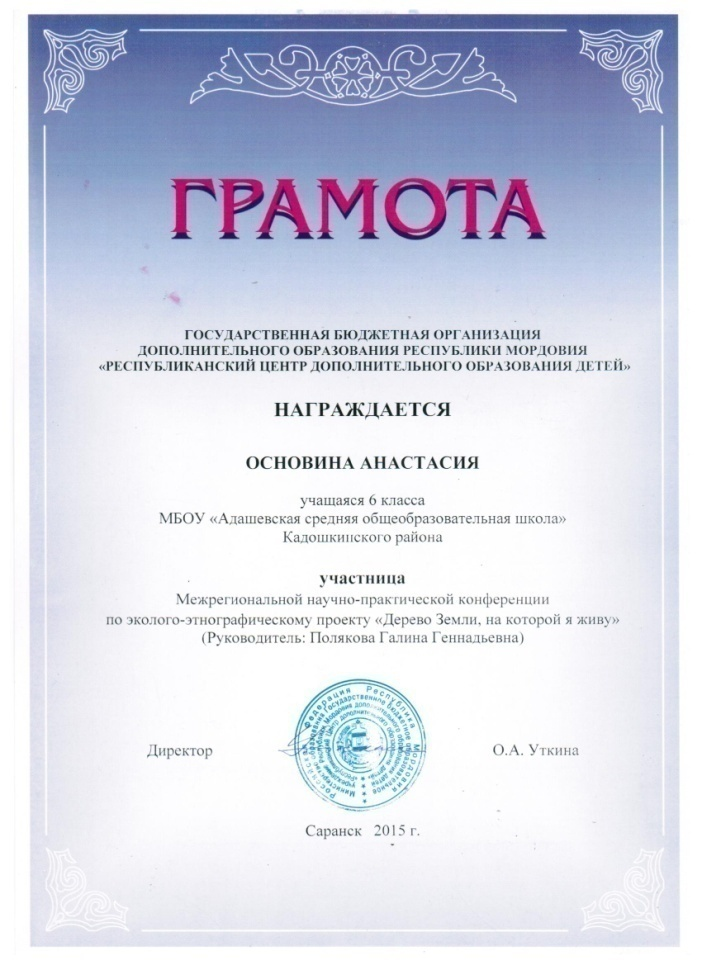 ГРАМОТА
ГОСУДАРСТВЕННАЯ БЮДЖЕТНАЯ ОРГАНИЗАЦИЯ
ДОПОЛНИТЕЛЬНОГО ОБРАЗОВАНИЯ РЕСПУБЛИКИ МОРДОВИЯ
«РЕСПУБЛИКАНСКИЙ ЦЕНТР ДОПОЛНИТЕЛЬНОГО ОБРАЗОВАНИЯ ДЕТЕЙ»
НАГРАЖДАЕТСЯ
ОСНОВИНА АНАСТАСИЯ
учащаяся 6 класса
МБОУ «Адашевская средняя общеобразовательная школа»
Кадошкинского района
участница
Межрегиональной научно-практической конференции
по эколого-этнографическому проекту «Дерево Земли, на которой я живу»
(Руководитель: Полякова Галина Геннадьевна)
Директор О.А. Уткина
Саранск 2015 г.